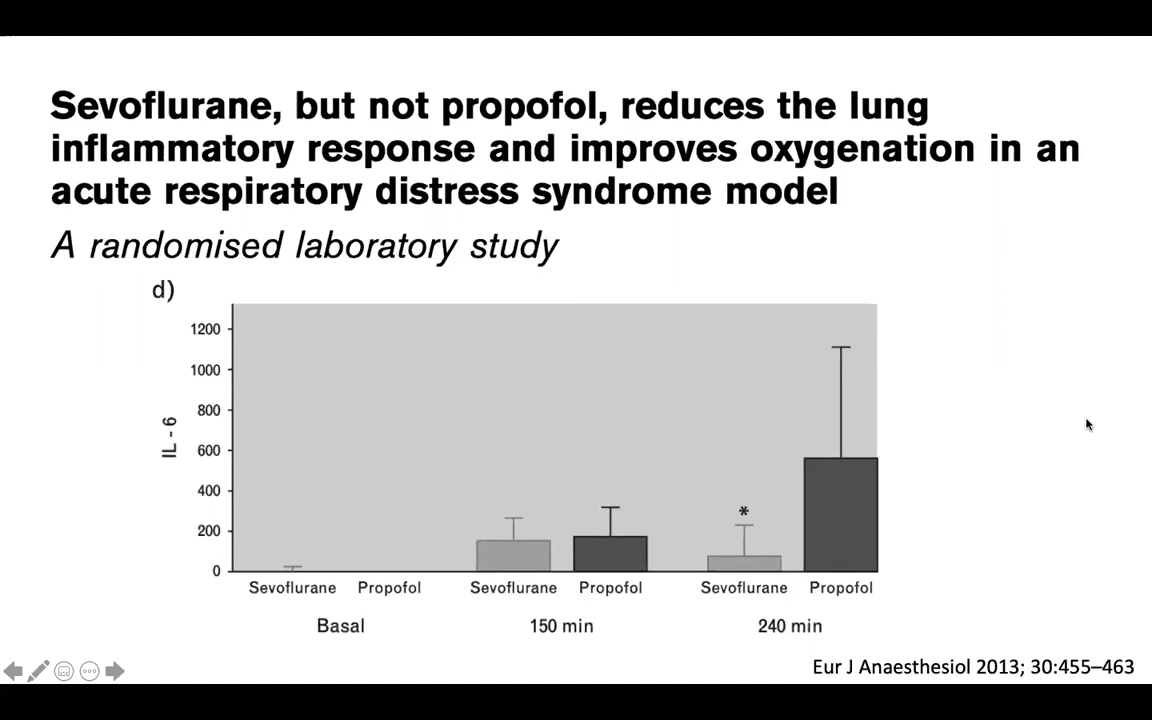 Sevoflurane, but not propofol, reduces the lung
inflammatory response and improves oxygenation in an
acute respiratory distress syndrome model
A randomised laboratory study
d)
1200
1000
800
600
400
200
0
IL - 6
*
Sevoflurane Propofol Sevoflurane Propofol Sevoflurane Propofol
Basal 150 min 240 min
Eur J Anaesthesiol 2013; 30:455–463